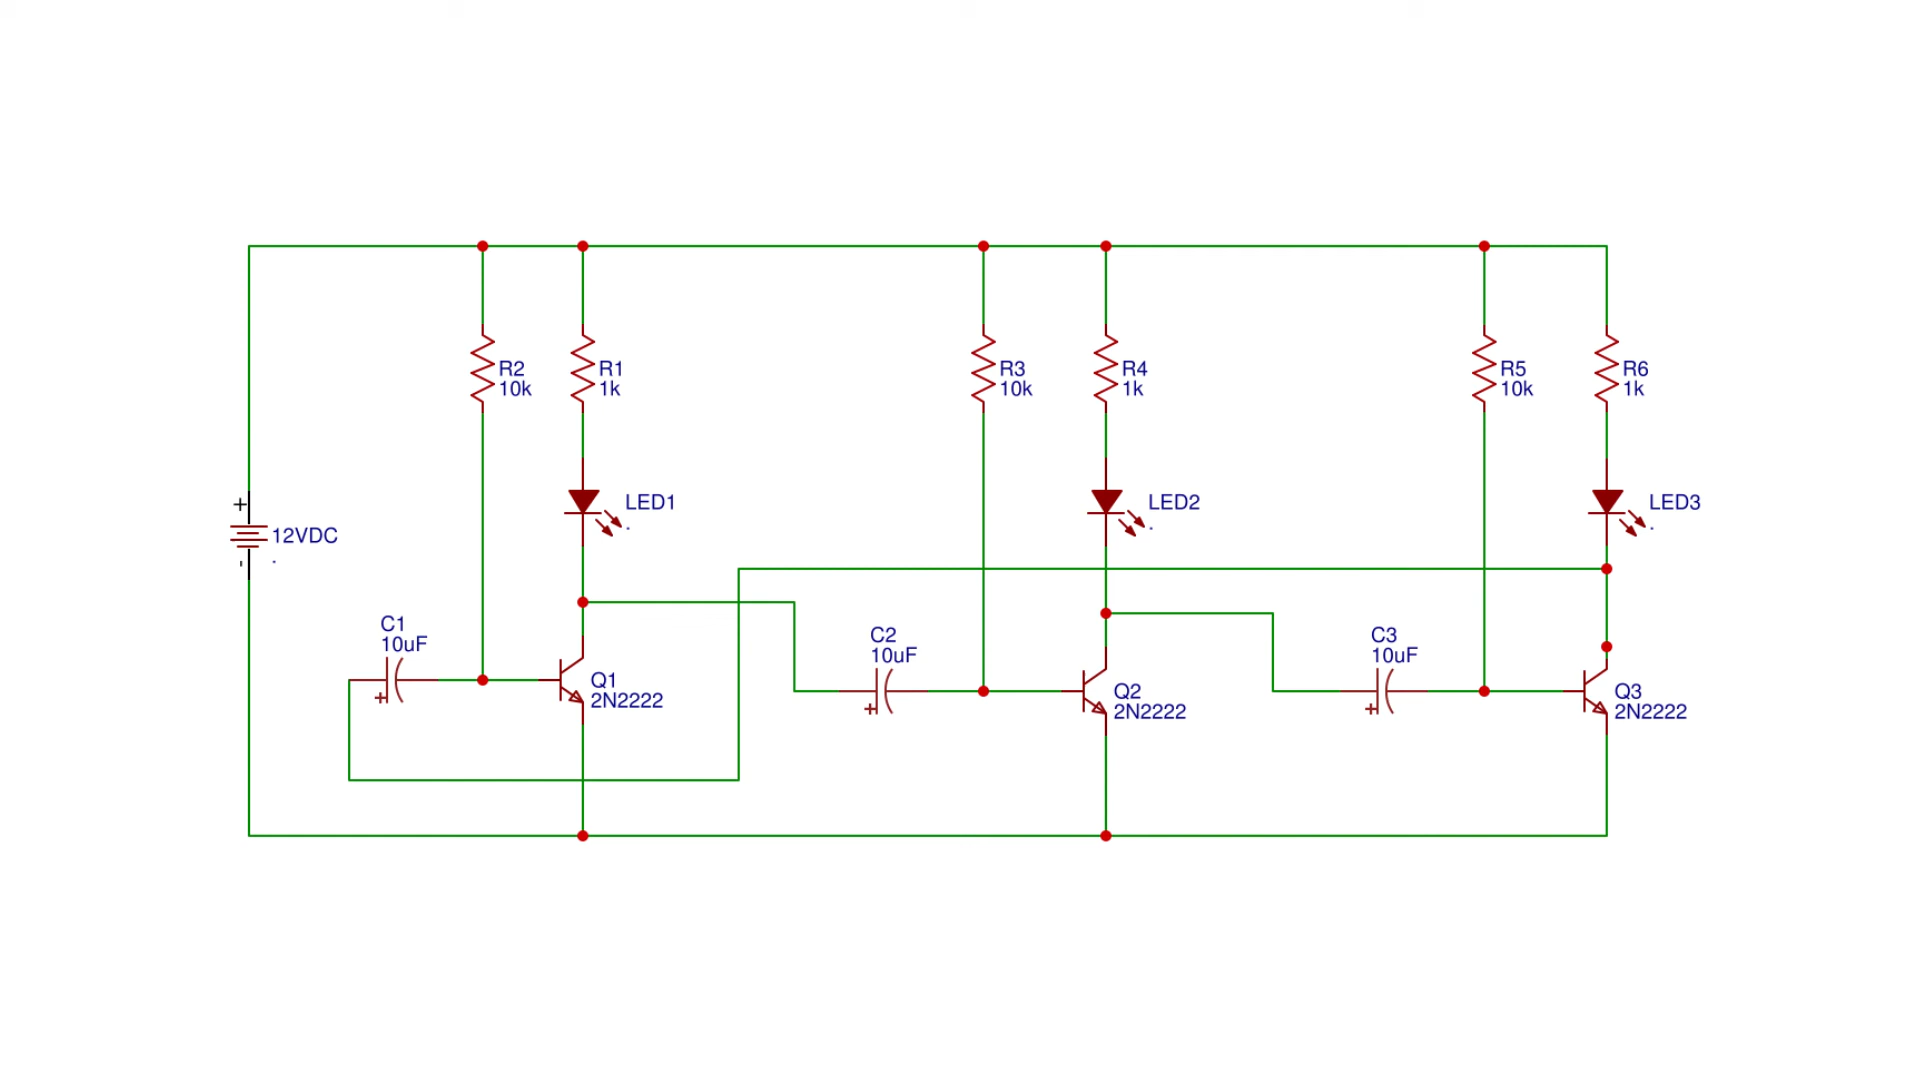 R2
10k
R1
1k
R3
10k
R4
1k
R5
10k
R6
1k
LED1
.
LED2
.
LED3
.
+
12VDC
-
.
C1
10uF
+
Q1
2N2222
C2
10uF
+
Q2
2N2222
C3
10uF
+
Q3
2N2222